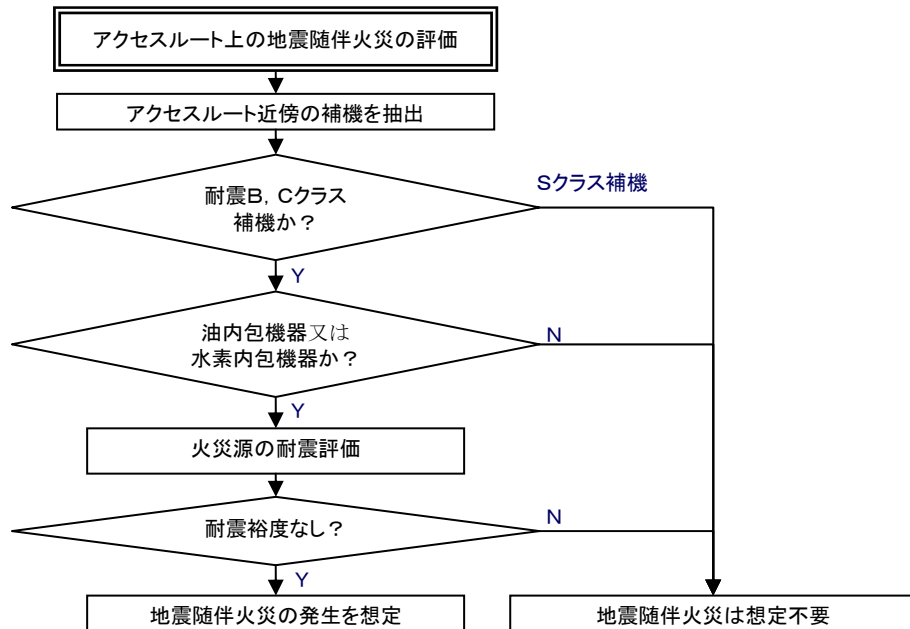 アクセスルート上の地震随伴火災の評価
アクセスルート近傍の補機を抽出
耐震B，Cクラス
補機か？
Sクラス補機
Y
油内包機器又は
水素内包機器か？
N
Y
火災源の耐震評価
耐震裕度なし？
N
Y
地震随伴火災の発生を想定
地震随伴火災は想定不要